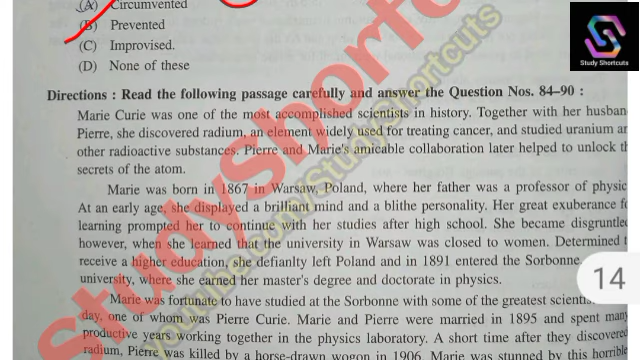 (A) Circumvented
(B) Prevented
(C) Improvised.
(D) None of these
Study Shortcuts
Directions : Read the following passage carefully and answer the Question Nos. 84-90 :
Marie Curie was one of the most accomplished scientists in history. Together with her husban
Pierre, she discovered radium, an element widely used for treating cancer, and studied uranium an
other radioactive substances. Pierre and Marie's amicable collaboration later helped to unlock th
secrets of the atom.
Marie was born in 1867 in Warsaw, Poland, where her father was a professor of physic
At an early age, she displayed a brilliant mind and a blithe personality. Her great exuberance fo
learning prompted her to continue with her studies after high school. She became disgruntled
however, when she learned that the university in Warsaw was closed to women. Determined t
receive a higher education, she defianlty left Poland and in 1891 entered the Sorbonne,
university, where she earned her master's degree and doctorate in physics.
14
Marie was fortunate to have studied at the Sorbonne with some of the greatest scientis
day, one of whom was Pierre Curie. Marie and Pierre were married in 1895 and spent many
productive years working together in the physics laboratory. A short time after they discovered
radium, Pierre was killed by a horse-drawn wogon in 1906. Marie was stunned by this horrible
StudyShortcuts
youtube.com/StudyShortcuts